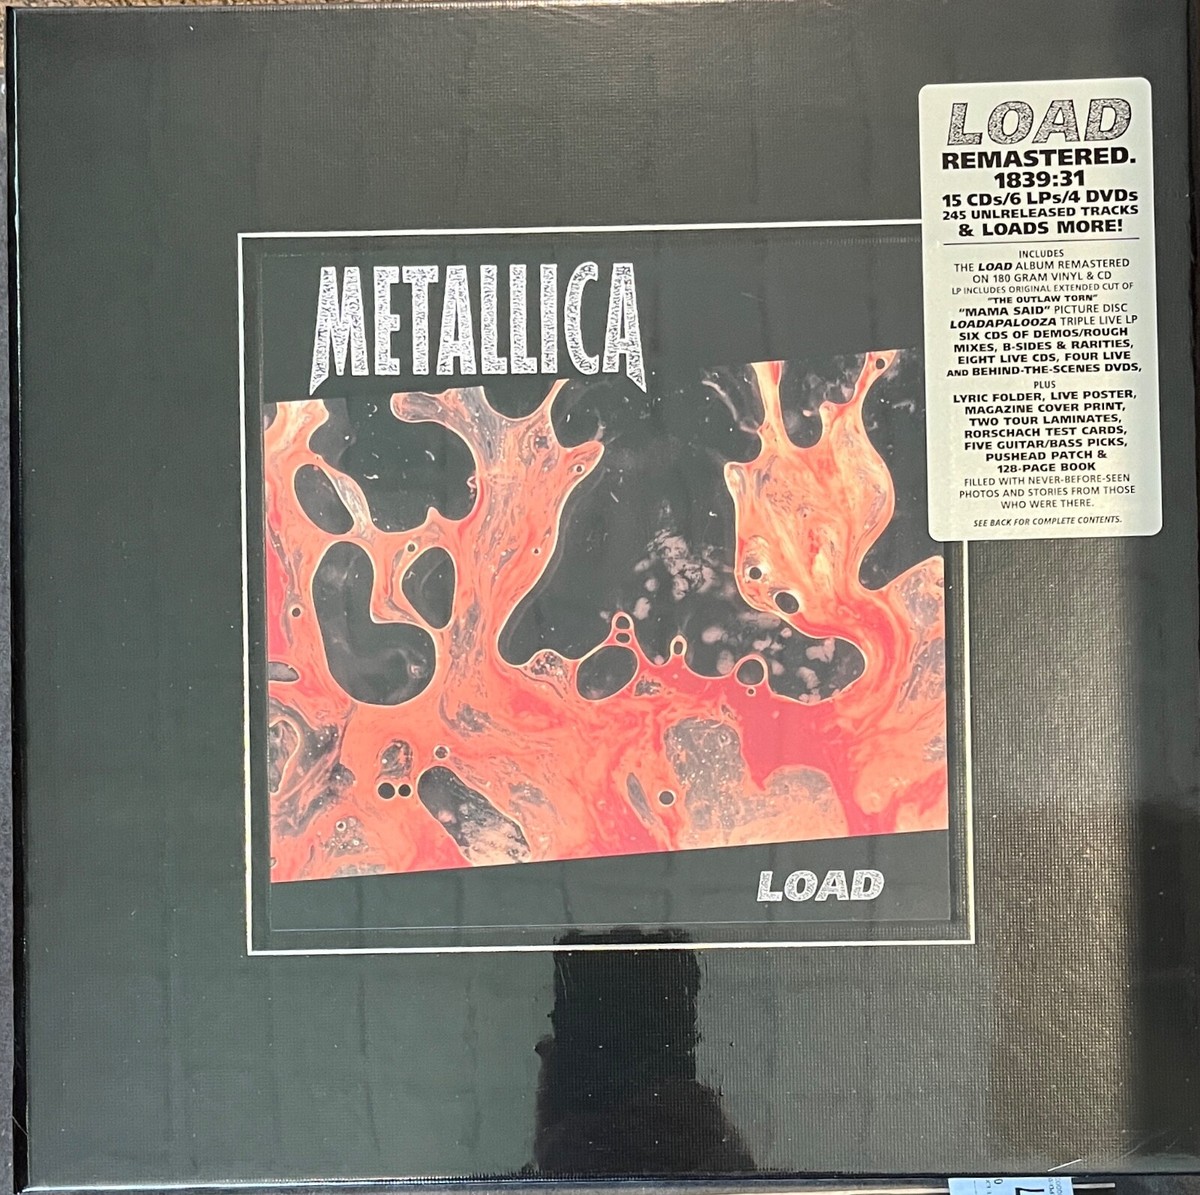 METALLICA
LOAD
LOAD
REMASTERED.
1839:31
15 CDs/6 LPs/4 DVDs
245 UNLRELEASED TRACKS
& LOADS MORE!
INCLUDES
THE LOAD ALBUM REMASTERED
ON 180 GRAM VINYL & CD
LP INCLUDES ORIGINAL EXTENDED CUT OF
"THE OUTLAW TORN"
"MAMA SAID" PICTURE DISC
LOADAPALOOZA TRIPLE LIVE LP
SIX CDS OF DEMOS/ROUGH
MIXES, B-SIDES & RARITIES,
EIGHT LIVE CDS, FOUR LIVE
AND BEHIND-THE-SCENES DVDS,
PLUS
LYRIC FOLDER, LIVE POSTER,
MAGAZINE COVER PRINT,
TWO TOUR LAMINATES,
RORSCHACH TEST CARDS,
FIVE GUITAR/BASS PICKS,
PUSHEAD PATCH &
128-PAGE BOOK
FILLED WITH NEVER-BEFORE-SEEN
PHOTOS AND STORIES FROM THOSE
WHO WERE THERE.
SEE BACK FOR COMPLETE CONTENTS.